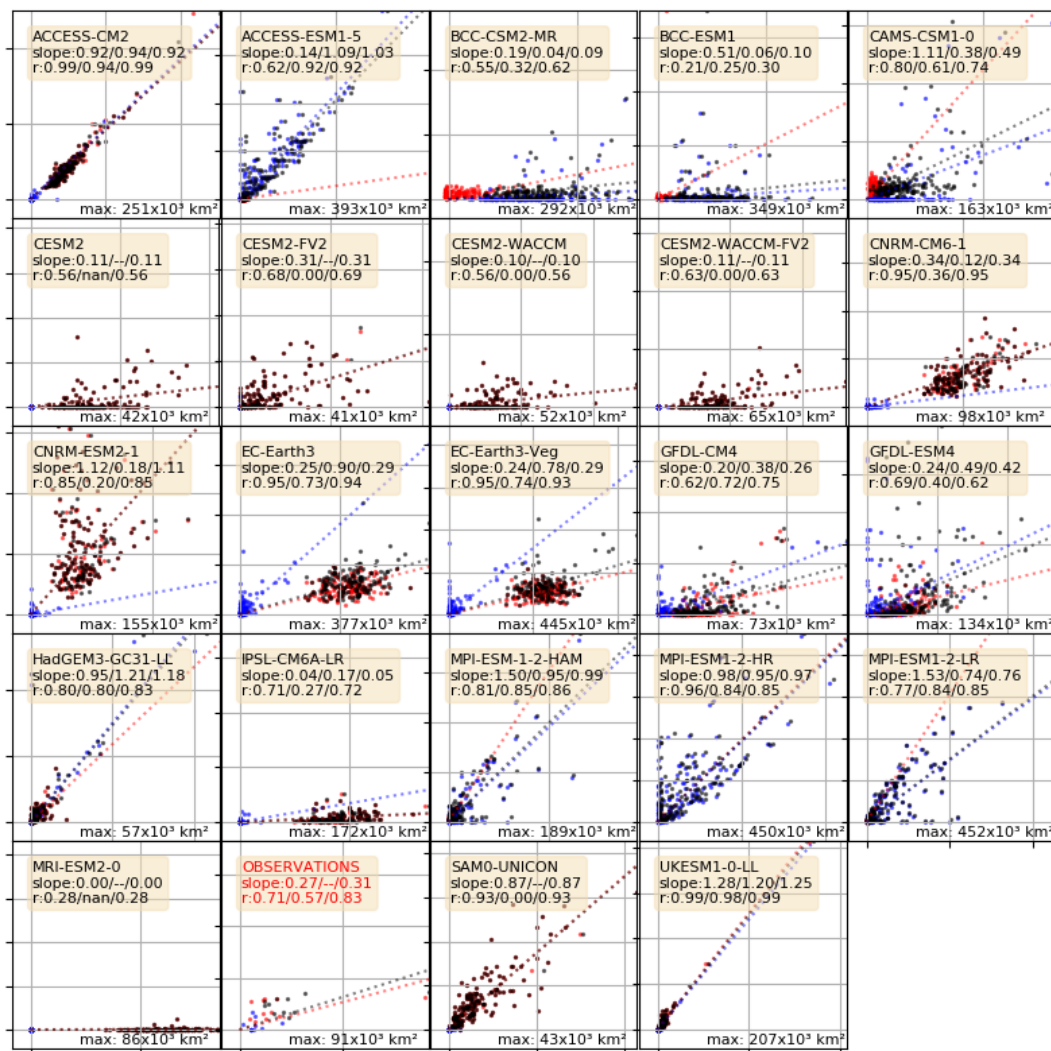 ACCESS-CM2
slope:0.92/0.94/0.92
r:0.99/0.94/0.99
max: 251x10³ km²
ACCESS-ESM1-5
slope:0.14/1.09/1.03
r:0.62/0.92/0.92
max: 393x10³ km²
BCC-CSM2-MR
slope:0.19/0.04/0.09
r:0.55/0.32/0.62
max: 292x10³ km²
BCC-ESM1
slope:0.51/0.06/0.10
r:0.21/0.25/0.30
max: 349x10³ km²
CAMS-CSM1-0
slope:1.11/0.38/0.49
r:0.80/0.61/0.74
max: 163x10³ km²
CESM2
slope:0.11/--/0.11
r:0.56/nan/0.56
max: 42x10³ km²
CESM2-FV2
slope:0.31/--/0.31
r:0.68/0.00/0.69
max: 41x10³ km²
CESM2-WACCM
slope:0.10/--/0.10
r:0.56/0.00/0.56
max: 52x10³ km²
CESM2-WACCM-FV2
slope:0.11/--/0.11
r:0.63/0.00/0.63
max: 65x10³ km²
CNRM-CM6-1
slope:0.34/0.12/0.34
r:0.95/0.36/0.95
max: 98x10³ km²
CNRM-ESM2-1
slope:1.12/0.18/1.11
r:0.85/0.20/0.85
max: 155x10³ km²
EC-Earth3
slope:0.25/0.90/0.29
r:0.95/0.73/0.94
max: 377x10³ km²
EC-Earth3-Veg
slope:0.24/0.78/0.29
r:0.95/0.74/0.93
max: 445x10³ km²
GFDL-CM4
slope:0.20/0.38/0.26
r:0.62/0.72/0.75
max: 73x10³ km²
GFDL-ESM4
slope:0.24/0.49/0.42
r:0.69/0.40/0.62
max: 134x10³ km²
HadGEM3-GC31-LL
slope:0.95/1.21/1.18
r:0.80/0.80/0.83
max: 57x10³ km²
IPSL-CM6A-LR
slope:0.04/0.17/0.05
r:0.71/0.27/0.72
max: 172x10³ km²
MPI-ESM-1-2-HAM
slope:1.50/0.95/0.99
r:0.81/0.85/0.86
max: 189x10³ km²
MPI-ESM1-2-HR
slope:0.98/0.95/0.97
r:0.96/0.84/0.85
max: 450x10³ km²
MPI-ESM1-2-LR
slope:1.53/0.74/0.76
r:0.77/0.84/0.85
max: 452x10³ km²
MRI-ESM2-0
slope:0.00/--/0.00
r:0.28/nan/0.28
max: 86x10³ km²
OBSERVATIONS
slope:0.27/--/0.31
r:0.71/0.57/0.83
max: 91x10³ km²
SAM0-UNICON
slope:0.87/--/0.87
r:0.93/0.00/0.93
max: 43x10³ km²
UKESM1-0-LL
slope:1.28/1.20/1.25
r:0.99/0.98/0.99
max: 207x10³ km²